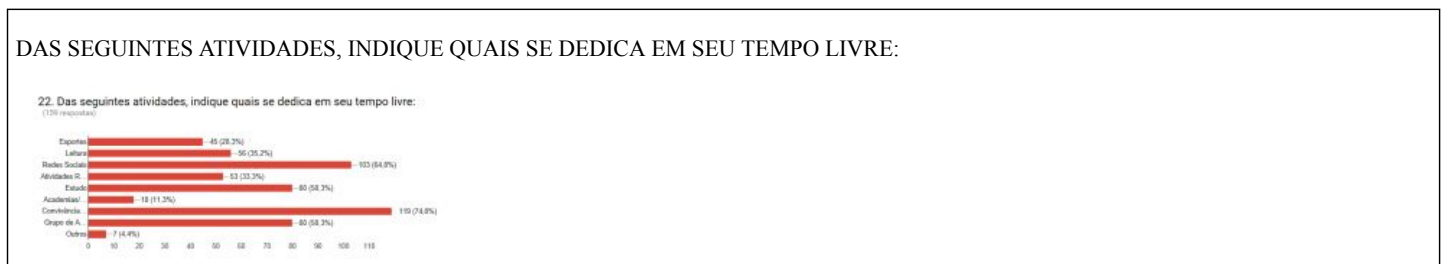 DAS SEGUINTES ATIVIDADES, INDIQUE QUAIS SE DEDICA EM SEU TEMPO LIVRE:
22. Das seguintes atividades, indique quais se dedica em seu tempo livre:
(159 respostas)
Esportes 45 (28,3%)
Leitura 56 (35,2%)
Redes Sociais 103 (64,8%)
Atividades R... 53 (33,3%)
Estudo 80 (50,3%)
Academias/... 18 (11,3%)
Convivência... 119 (74,8%)
Grupo de A... 80 (50,3%)
Outros 7 (4,4%)
0 10 20 30 40 50 60 70 80 90 100 110